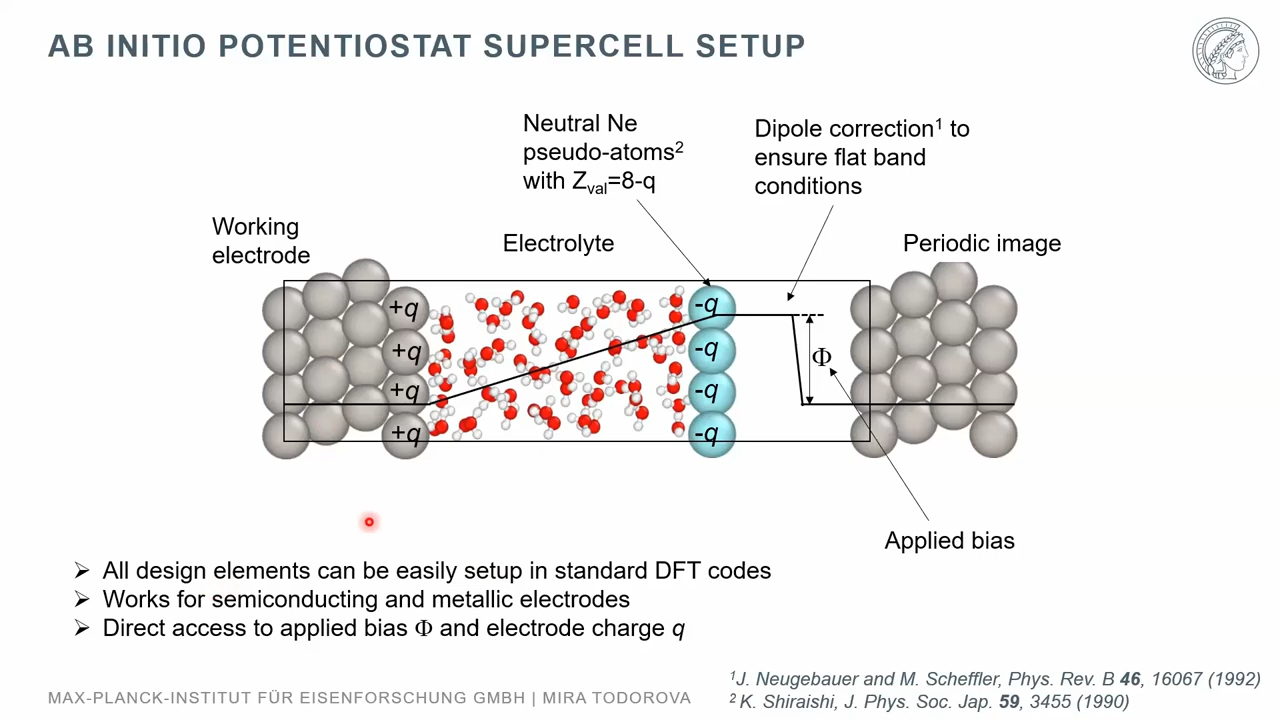 AB INITIO POTENTIOSTAT SUPERCELL SETUP
Neutral Ne
pseudo-atoms²
with Zval=8-q
Dipole correction¹ to
ensure flat band
conditions
Working
electrode
Electrolyte
Periodic image
+q
+q
+q
+q
-q
-q
-q
-q
Φ
Applied bias
➢ All design elements can be easily setup in standard DFT codes
➢ Works for semiconducting and metallic electrodes
➢ Direct access to applied bias Φ and electrode charge q
¹J. Neugebauer and M. Scheffler, Phys. Rev. B 46, 16067 (1992)
² K. Shiraishi, J. Phys. Soc. Jap. 59, 3455 (1990)
MAX-PLANCK-INSTITUT FÜR EISENFORSCHUNG GMBH | MIRA TODOROVA